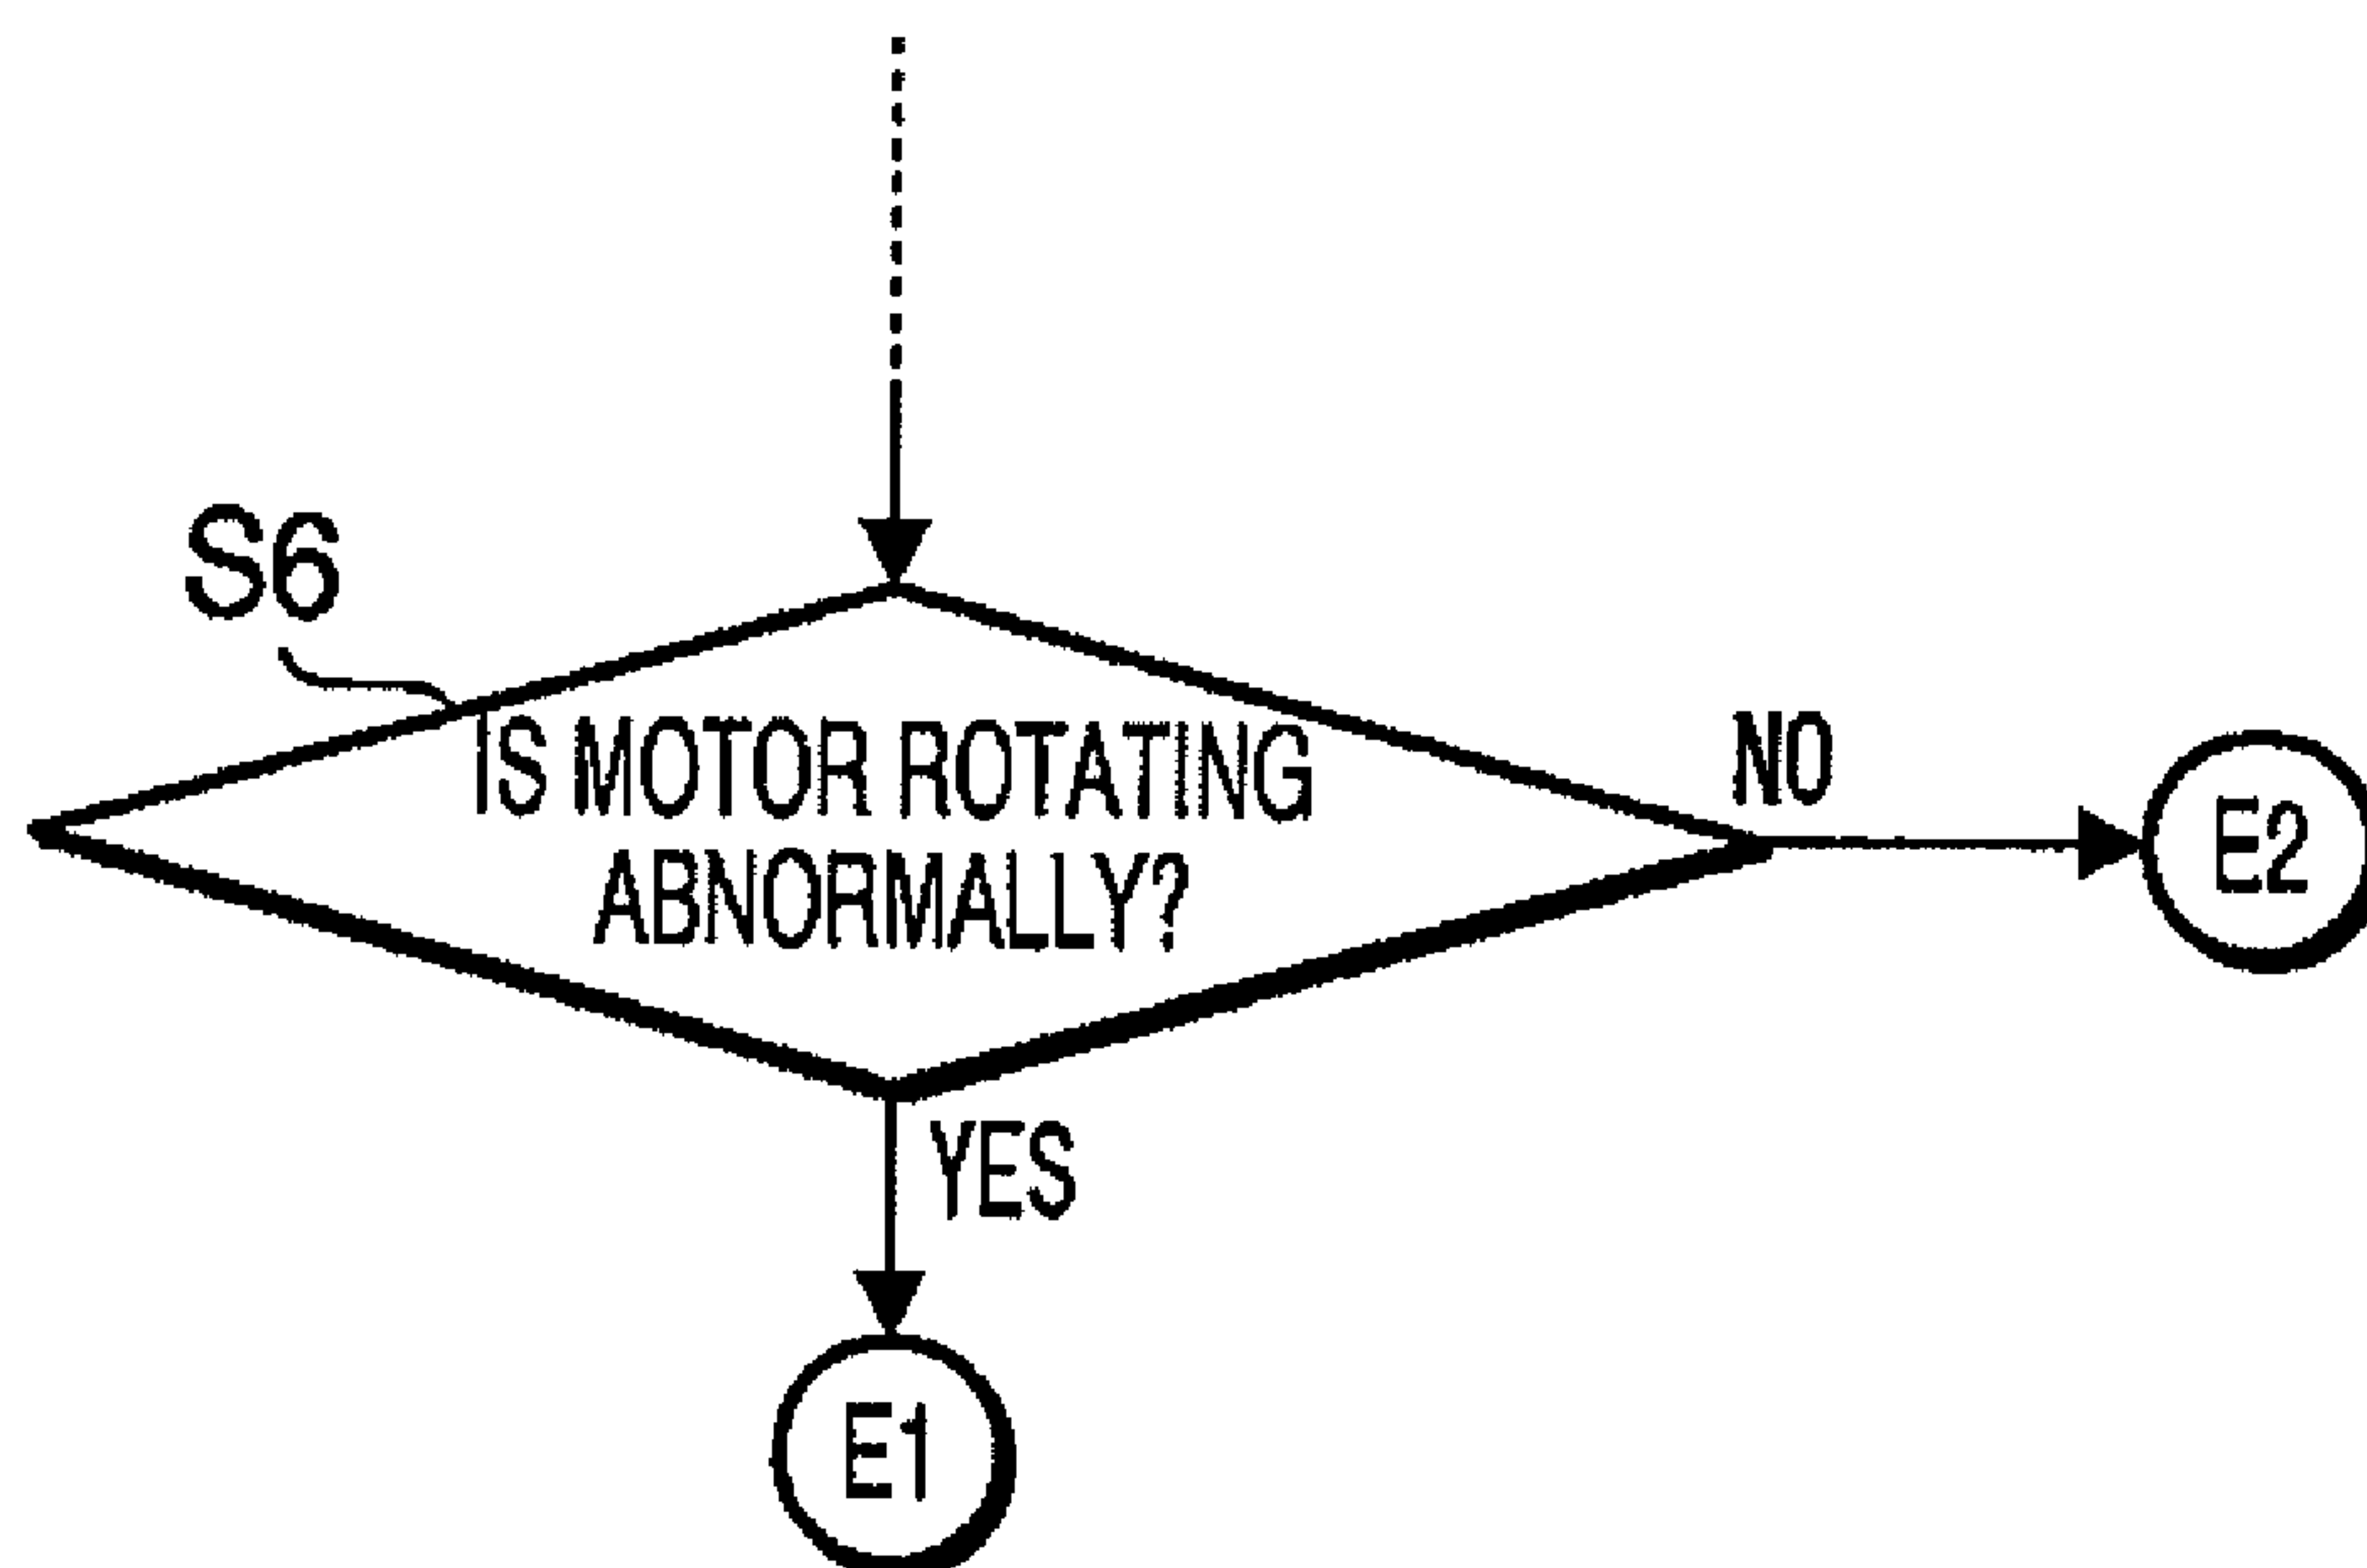 S6
IS MOTOR ROTATING
ABNORMALLY?
NO
E2
YES
E1